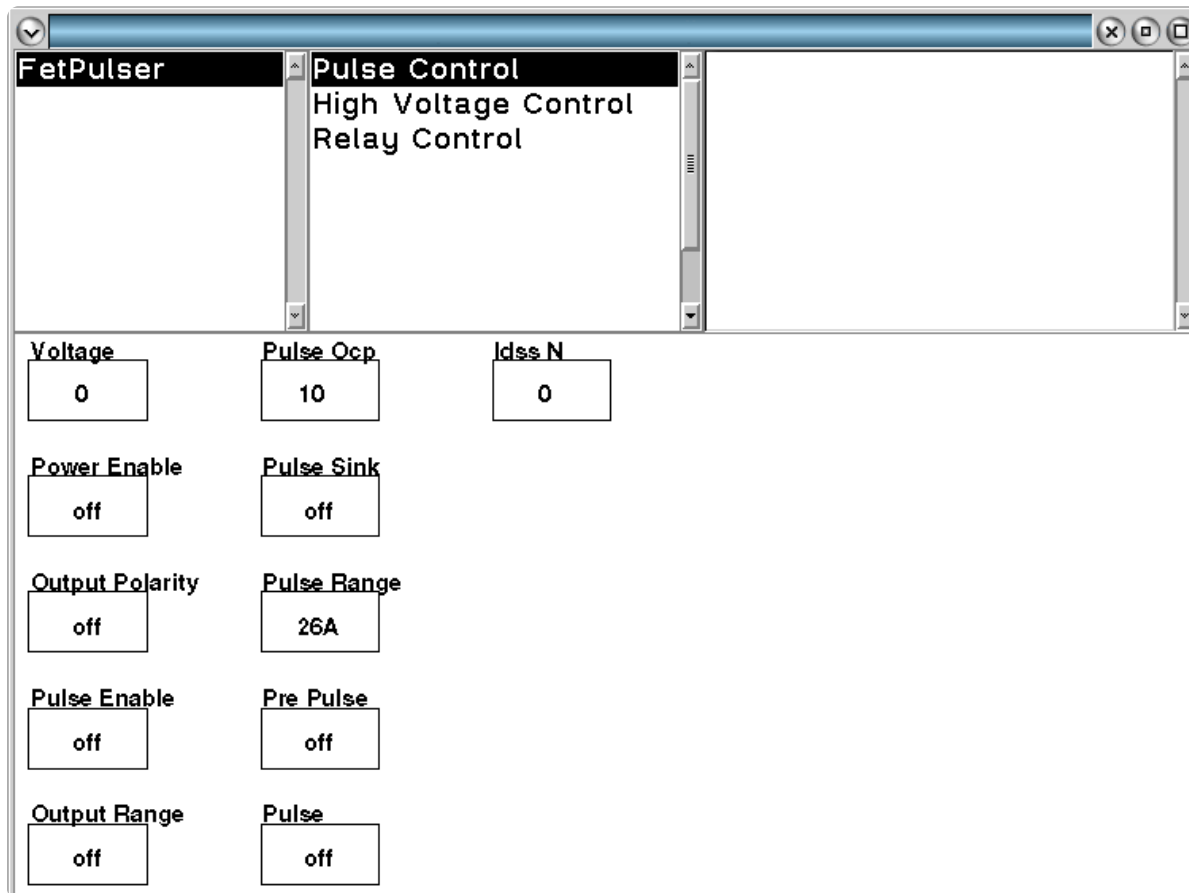 FetPulser
Pulse Control
High Voltage Control
Relay Control
Voltage Pulse Ocp Idss N
0 10 0
Power Enable Pulse Sink
off off
Output Polarity Pulse Range
off 26A
Pulse Enable Pre Pulse
off off
Output Range Pulse
off off